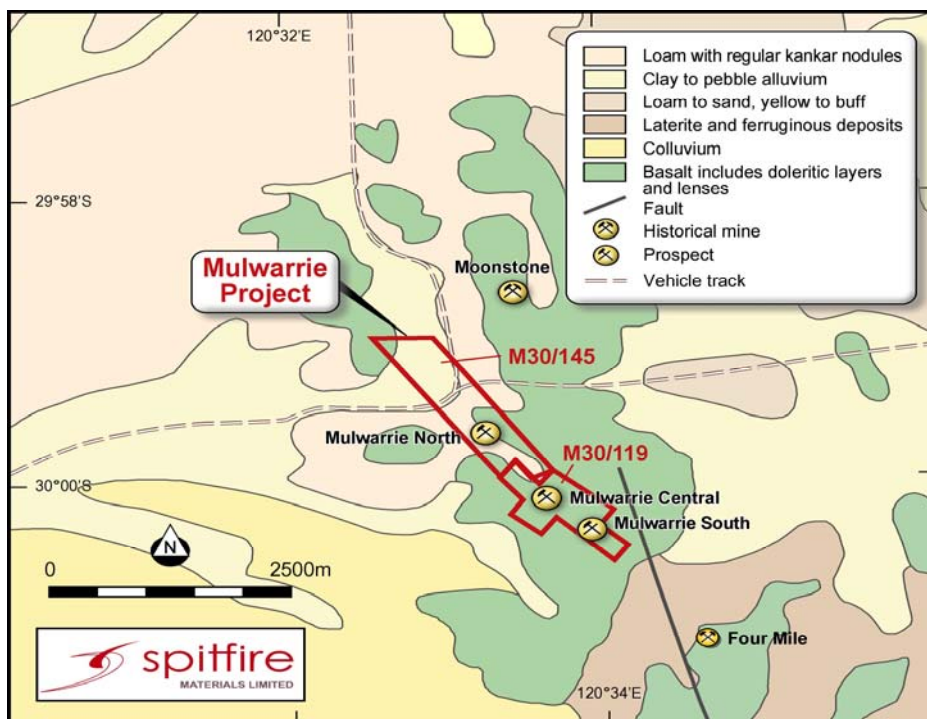 120°32'E
Loam with regular kankar nodules
Clay to pebble alluvium
Loam to sand, yellow to buff
Laterite and ferruginous deposits
Colluvium
Basalt includes doleritic layers
and lenses
Fault
Historical mine
Prospect
Vehicle track
29°58'S
Mulwarrie
Project
Moonstone
M30/145
Mulwarrie North
M30/119
30°00'S
Mulwarrie Central
Mulwarrie South
N
0 2500m
Four Mile
spitfire
MATERIALS LIMITED
120°34'E